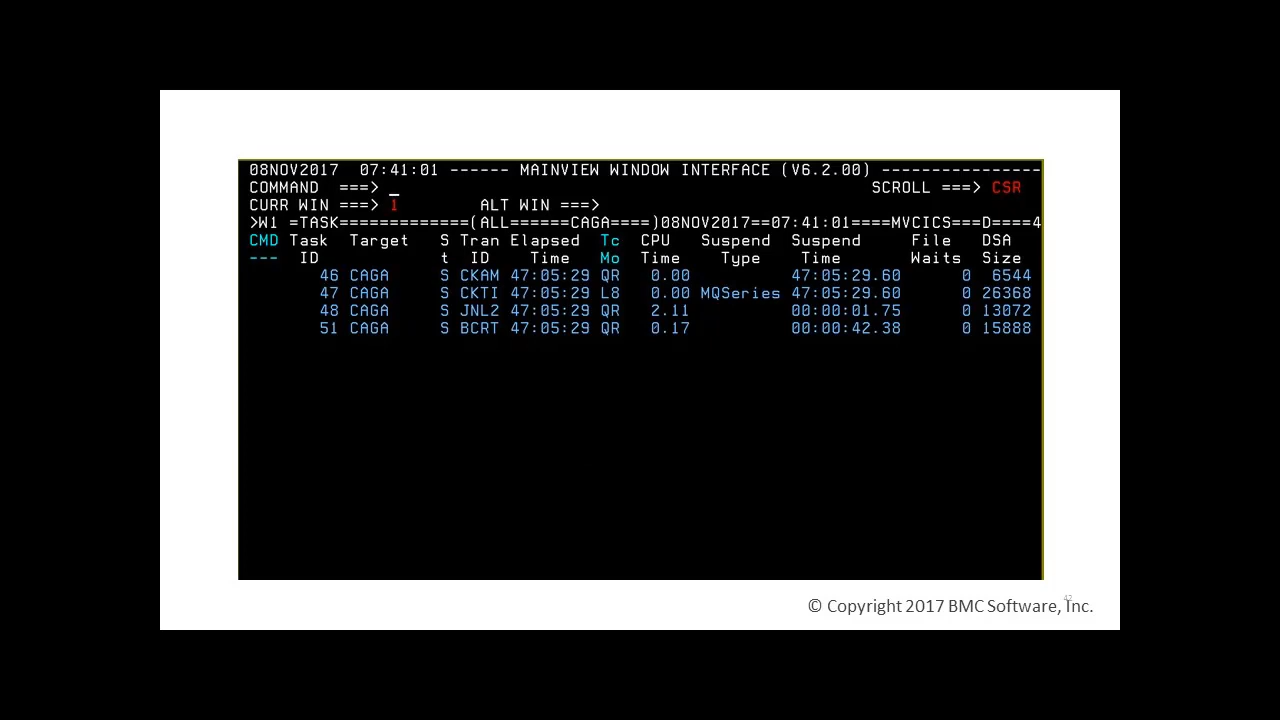 08NOV2017  07:41:01 ------ MAINVIEW WINDOW INTERFACE (V6.2.00) ----------------
COMMAND  ===> _                                               SCROLL ===> CSR
CURR WIN ===> 1        ALT WIN ===>
>W1 =TASK=============(ALL======CAGA====)08NOV2017==07:41:01====MVCICS===D====4
CMD Task  Target   S Tran Elapsed  Tc  CPU   Suspend  Suspend     File   DSA
--- ID             t ID     Time   Mo  Time    Type    Time       Waits  Size
       46 CAGA     S CKAM 47:05:29 QR   0.00          47:05:29.60      0  6544
       47 CAGA     S CKTI 47:05:29 L8   0.00 MQSeries 47:05:29.60      0 26368
       48 CAGA     S JNL2 47:05:29 QR   2.11          00:00:01.75      0 13072
       51 CAGA     S BCRT 47:05:29 QR   0.17          00:00:42.38      0 15888
42
© Copyright 2017 BMC Software, Inc.